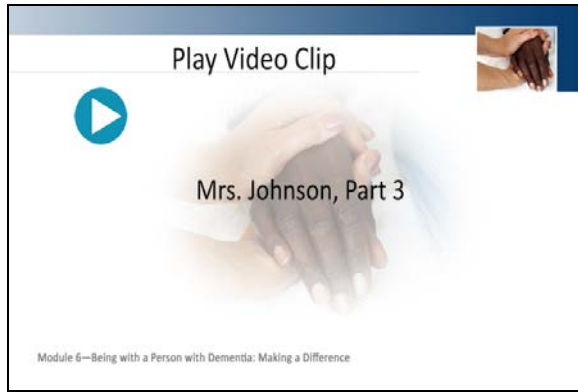 Play Video Clip
Mrs. Johnson, Part 3
Module 6—Being with a Person with Dementia: Making a Difference